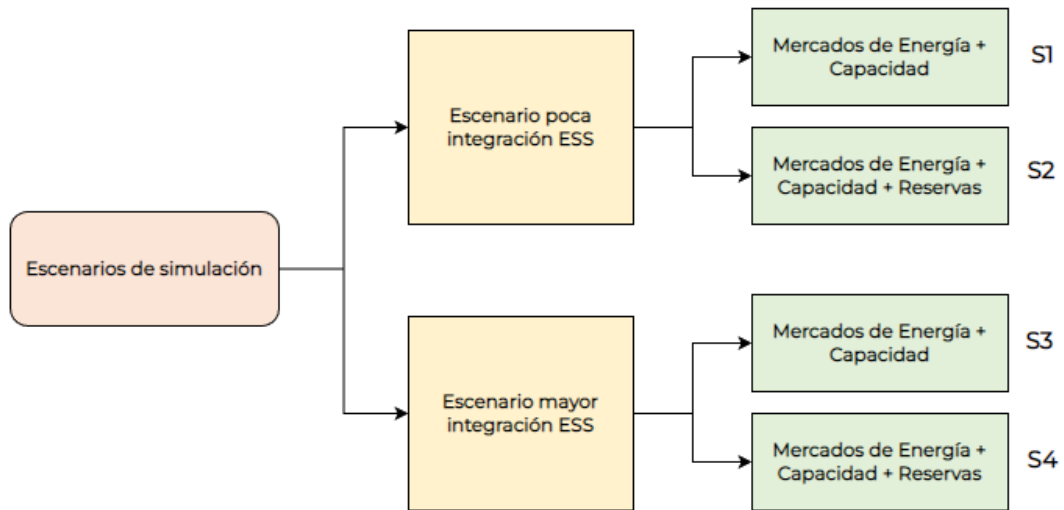 Mercados de Energía +
Capacidad
S1
Escenario poca
integración ESS
Mercados de Energía +
Capacidad + Reservas
S2
Escenarios de simulación
Mercados de Energía +
Capacidad
S3
Escenario mayor
integración ESS
Mercados de Energía +
Capacidad + Reservas
S4